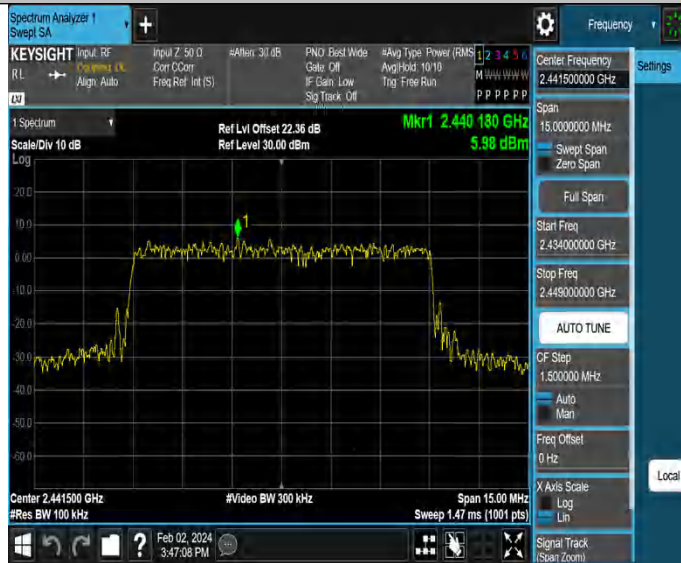 Spectrum Analyzer 1
Swept SA
+
Frequency
KEYSIGHT
Input: RF
Coupling: DC
Align: Auto
Input Z: 50 Ω
Corr CCorr
Freq Ref: Int (S)
#Atten: 30 dB
PNO: Best Wide
Gate: Off
IF Gain: Low
Sig Track: Off
#Avg Type: Power (RMS
Avg|Hold: 10/10
Trig: Free Run
1 2 3 4 5 6
M W W W W W
P P P P P P
RL
LXI
1 Spectrum
Scale/Div 10 dB
Ref Lvl Offset 22.36 dB
Ref Level 30.00 dBm
Mkr1 2.440 180 GHz
5.98 dBm
Log
20.0
10.0
0.00
-10.0
-20.0
-30.0
-40.0
-50.0
-60.0
1
Center 2.441500 GHz
#Video BW 300 kHz
Span 15.00 MHz
#Res BW 100 kHz
Sweep 1.47 ms (1001 pts)
?
Feb 02, 2024
3:47:08 PM
Center Frequency
2.441500000 GHz
Settings
Span
15.0000000 MHz
Swept Span
Zero Span
Full Span
Start Freq
2.434000000 GHz
Stop Freq
2.449000000 GHz
AUTO TUNE
CF Step
1.500000 MHz
Auto
Man
Freq Offset
0 Hz
X Axis Scale
Log
Lin
Local
Signal Track
(Span Zoom)